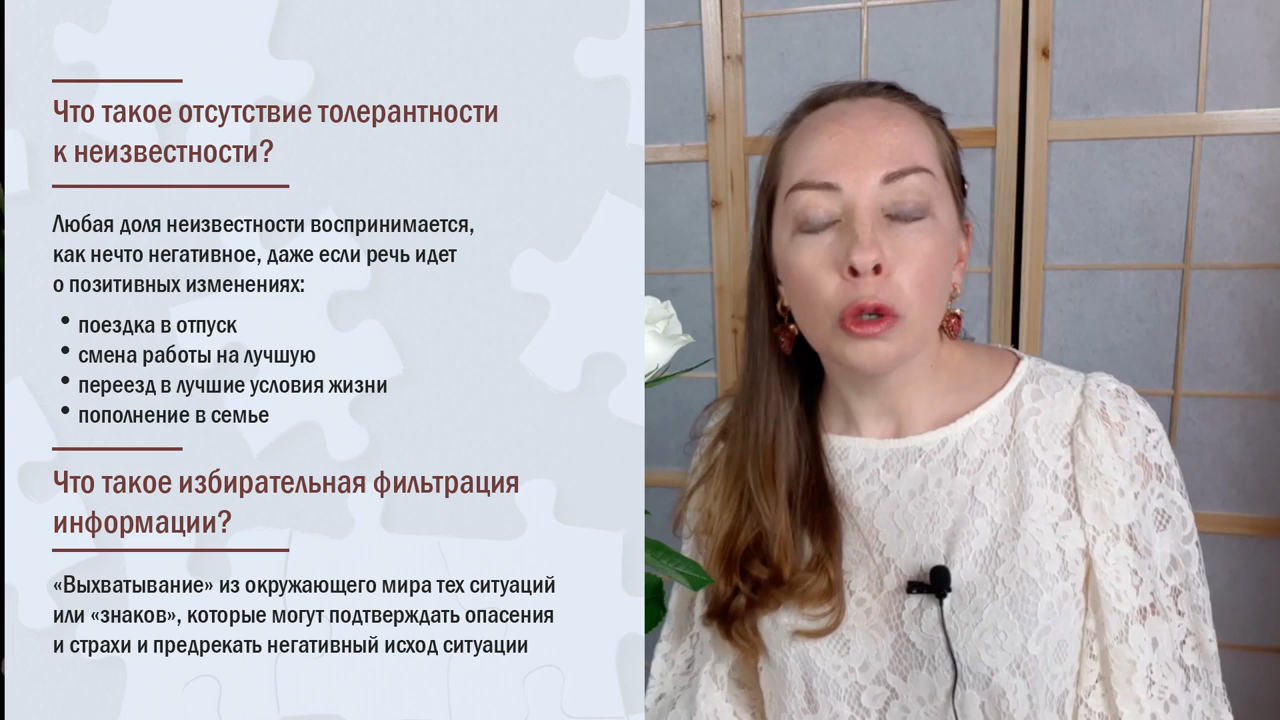 Что такое отсутствие толерантности
к неизвестности?
Любая доля неизвестности воспринимается,
как нечто негативное, даже если речь идет
о позитивных изменениях:
• поездка в отпуск
• смена работы на лучшую
• переезд в лучшие условия жизни
• пополнение в семье
Что такое избирательная фильтрация
информации?
«Выхватывание» из окружающего мира тех ситуаций
или «знаков», которые могут подтверждать опасения
и страхи и предрекать негативный исход ситуации